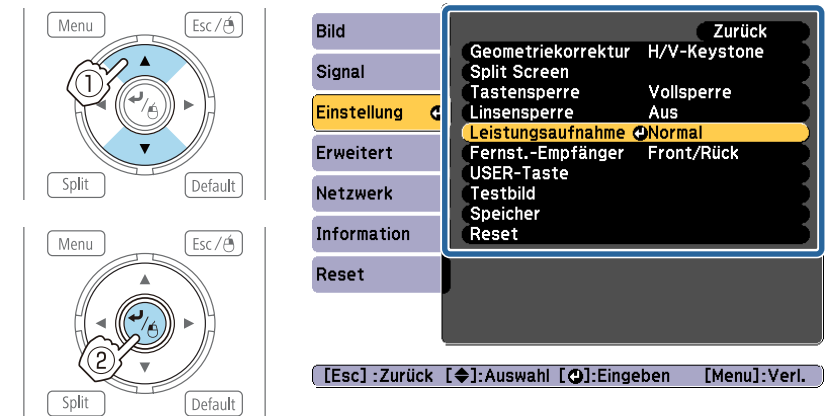 Menu
Esc/
1
Split
Default
Menu
Esc/
2
Split
Default
Bild
Signal
Einstellung
Erweitert
Netzwerk
Information
Reset
Zurück
Geometriekorrektur H/V-Keystone
Split Screen
Tastensperre Vollsperre
Linsensperre Aus
Leistungsaufnahme Normal
Fernst.-Empfänger Front/Rück
USER-Taste
Testbild
Speicher
Reset
[Esc] :Zurück [◆]:Auswahl [↵]:Eingeben [Menu]:Verl.